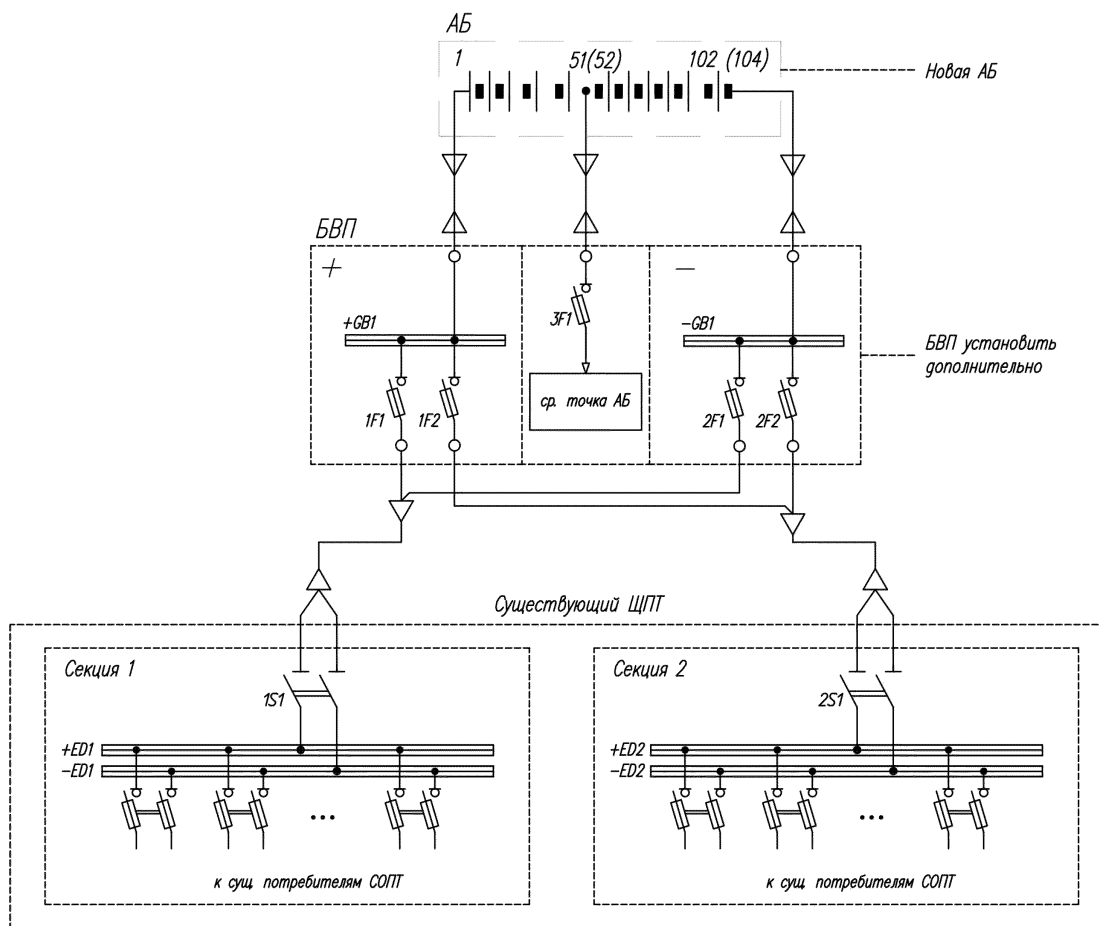 АБ
1
51(52)
102 (104)
Новая АБ
БВП
+
−
+GB1
3F1
−GB1
БВП установить
дополнительно
ср. точка АБ
1F1
1F2
2F1
2F2
Существующий ЩПТ
Секция 1
Секция 2
1S1
2S1
+ED1
−ED1
+ED2
−ED2
...
...
к сущ. потребителям СОПТ
к сущ. потребителям СОПТ